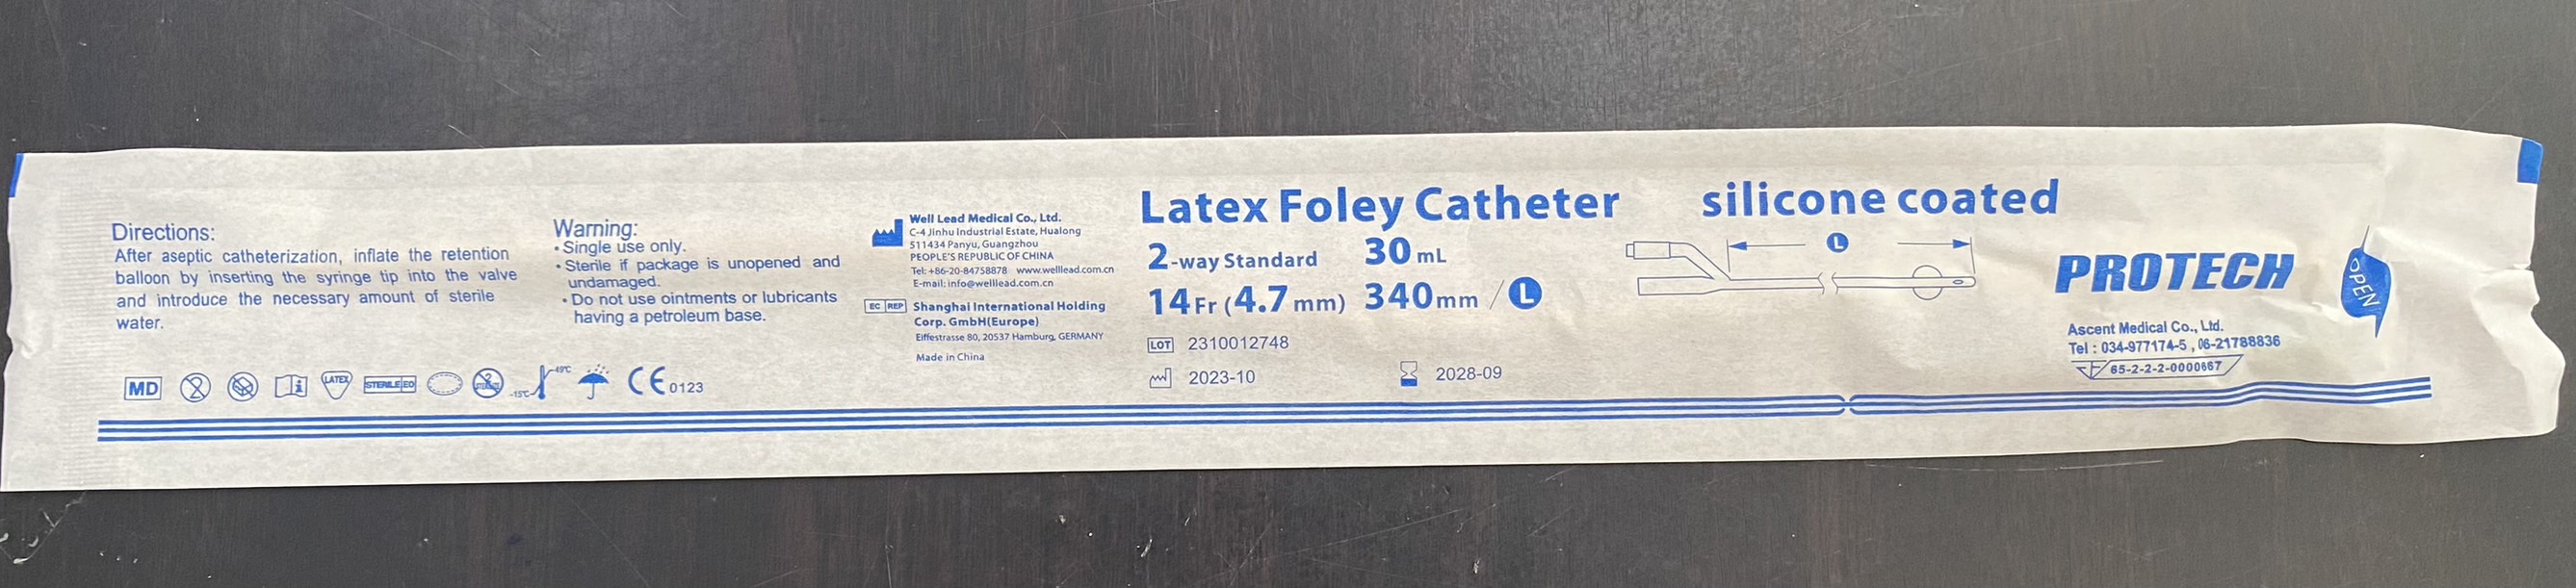 Directions:
After aseptic catheterization, inflate the retention
balloon by inserting the syringe tip into the valve
and introduce the necessary amount of sterile
water.
MD
2
LATEX
STERILE EO
2
STERILIZE
-15℃
49℃
CE 0123
Warning:
• Single use only.
• Sterile if package is unopened and
undamaged.
• Do not use ointments or lubricants
having a petroleum base.
Well Lead Medical Co., Ltd.
C-4 Jinhu Industrial Estate, Hualong
511434 Panyu, Guangzhou
PEOPLE'S REPUBLIC OF CHINA
Tel: +86-20-84758878 www.welllead.com.cn
E-mail: info@welllead.com.cn
EC REP Shanghai International Holding
Corp. GmbH(Europe)
Eiffestrasse 80, 20537 Hamburg, GERMANY
Made in China
Latex Foley Catheter silicone coated
2-way Standard 30 mL
14 Fr (4.7 mm) 340 mm / L
LOT 2310012748
2023-10 2028-09
L
PROTECH
Ascent Medical Co., Ltd.
Tel : 034-977174-5 , 06-21788836
65-2-2-2-0000667
OPEN